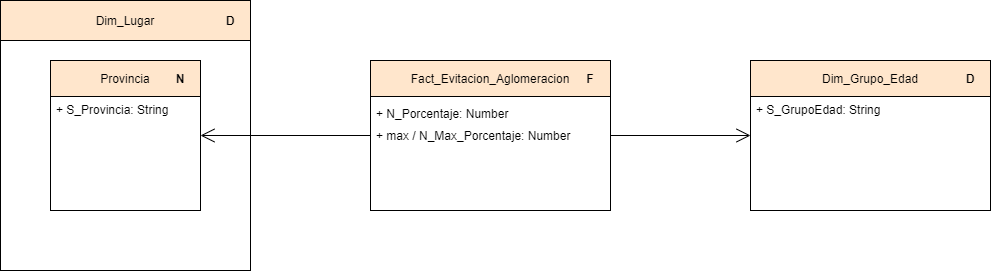 Dim_Lugar D
Provincia N
+ S_Provincia: String
Fact_Evitacion_Aglomeracion F
+ N_Porcentaje: Number
+ max / N_Max_Porcentaje: Number
Dim_Grupo_Edad D
+ S_GrupoEdad: String